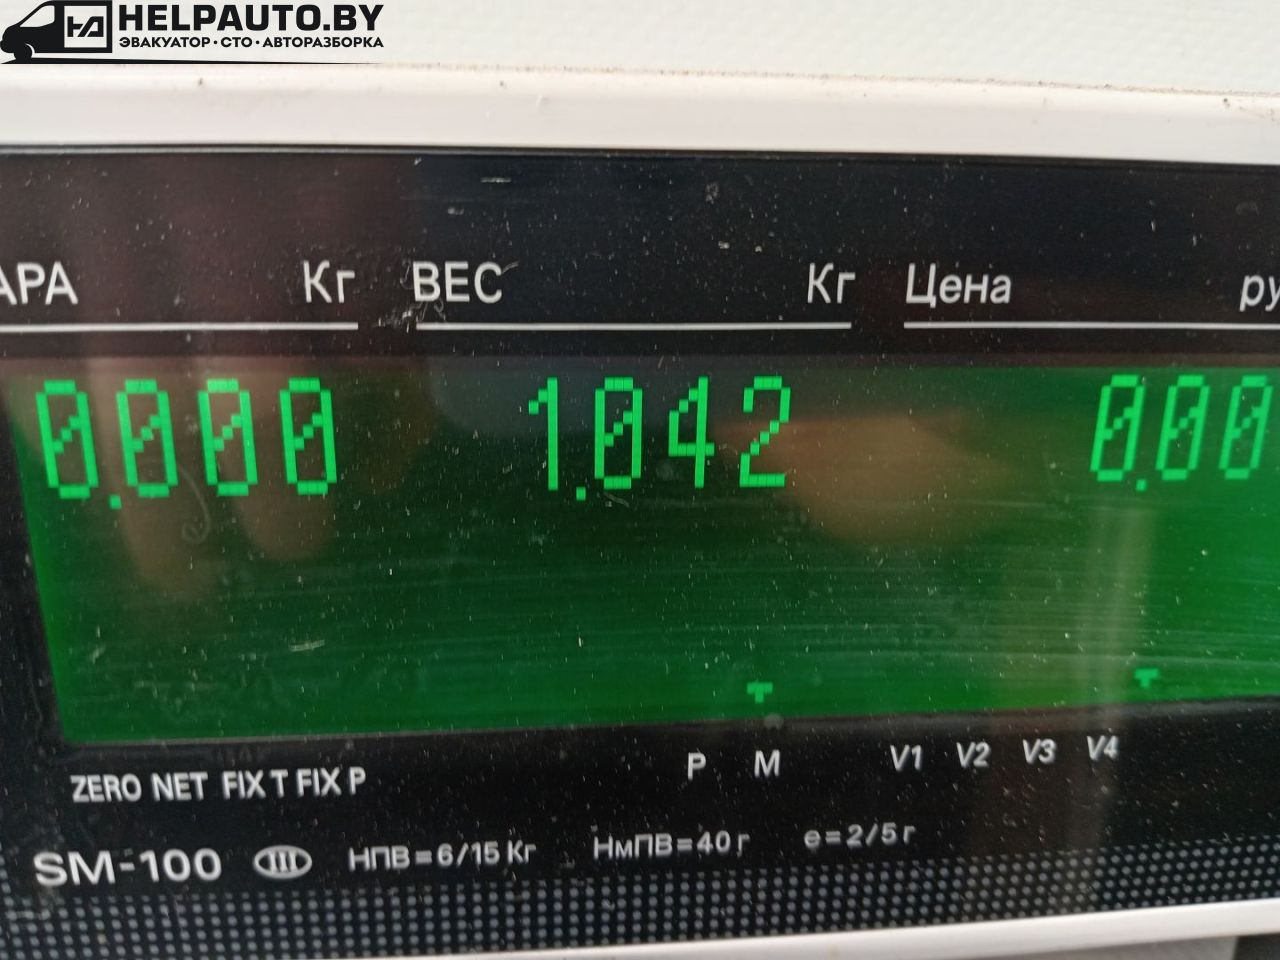 HELPAUTO.BY
ЭВАКУАТОР · СТО · АВТОРАЗБОРКА
АРА Кг ВЕС Кг Цена ру
0.000 1.042 0.00
P M V1 V2 V3 V4
ZERO NET FIX T FIX P
SM-100 III НПВ=6/15 Кг НмПВ=40 г e=2/5 г